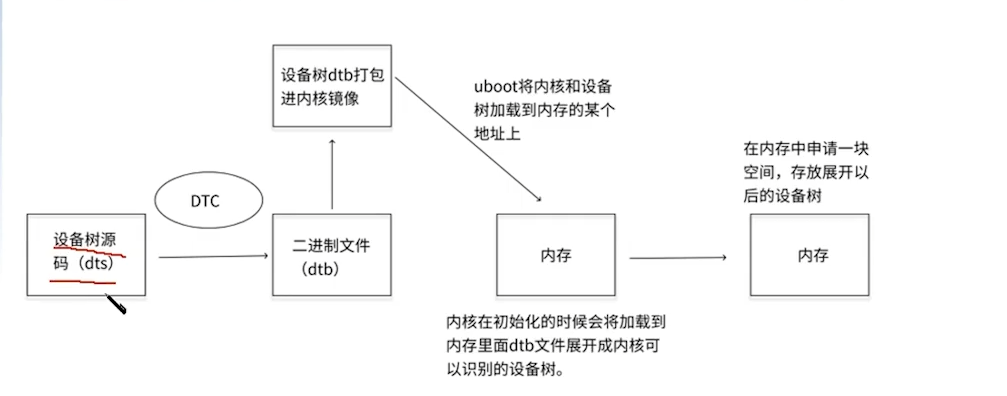 设备树dtb打包
进内核镜像
uboot将内核和设备
树加载到内存的某个
地址上
在内存中申请一块
空间，存放展开以
后的设备树
DTC
设备树源
码（dts）
二进制文件
（dtb）
内存
内存
内核在初始化的时候会将加载到
内存里面dtb文件展开成内核可
以识别的设备树。